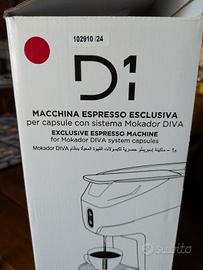 102910 /24
D1
MACCHINA ESPRESSO ESCLUSIVA
per capsule con sistema Mokador DIVA
EXCLUSIVE ESPRESSO MACHINE
for Mokador DIVA system capsules
Mokador DIVA
subito